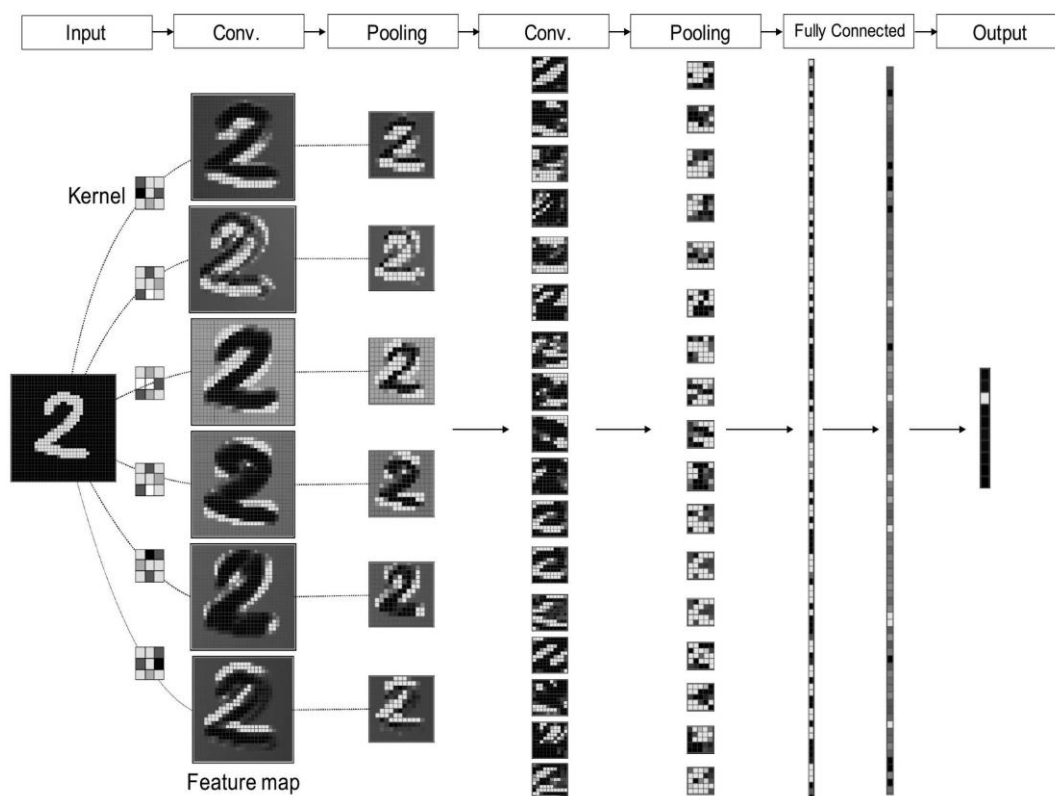 Input
Conv.
Pooling
Conv.
Pooling
Fully Connected
Output
Kernel
Feature map